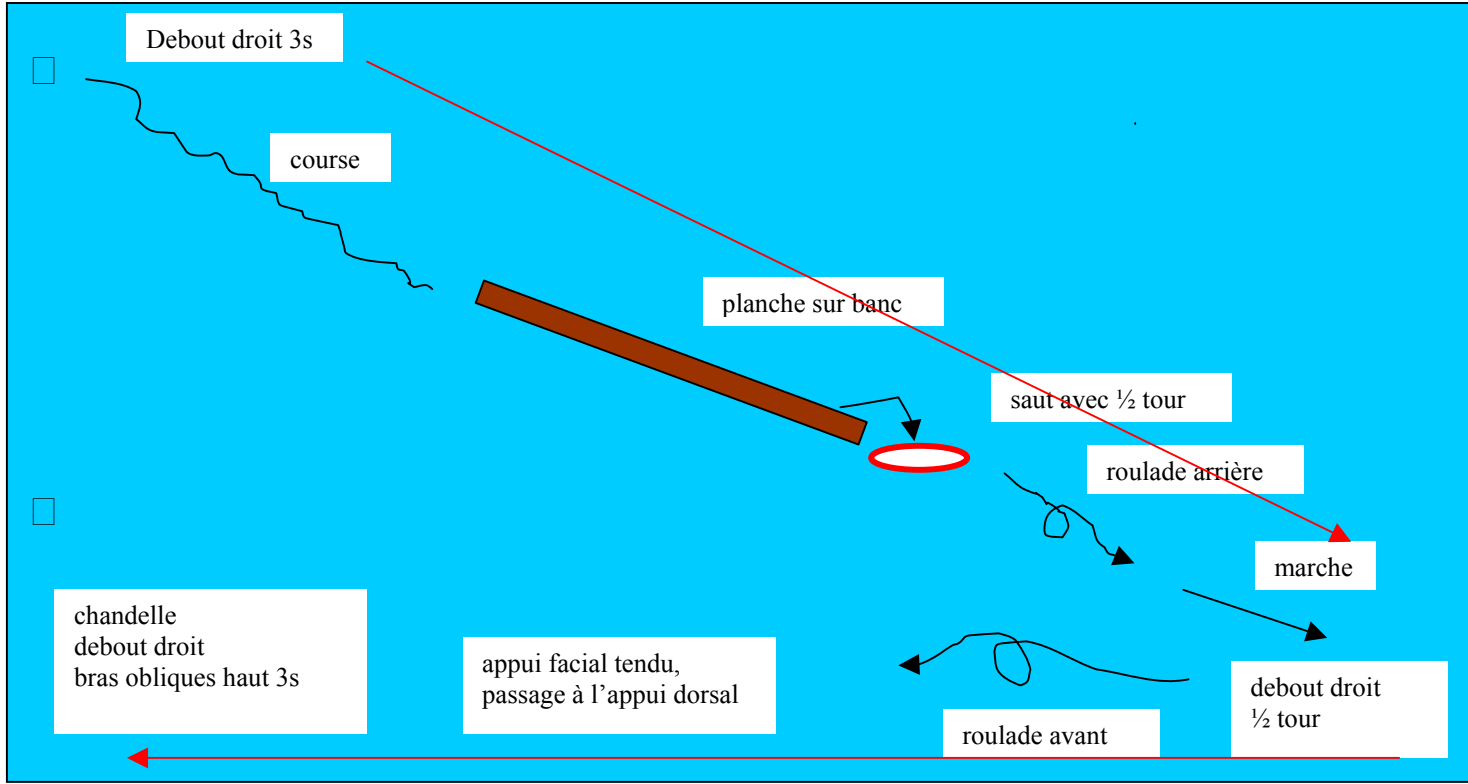 Debout droit 3s
course
planche sur banc
saut avec ½ tour
roulade arrière
marche
debout droit
½ tour
roulade avant
appui facial tendu,
passage à l’appui dorsal
chandelle
debout droit
bras obliques haut 3s